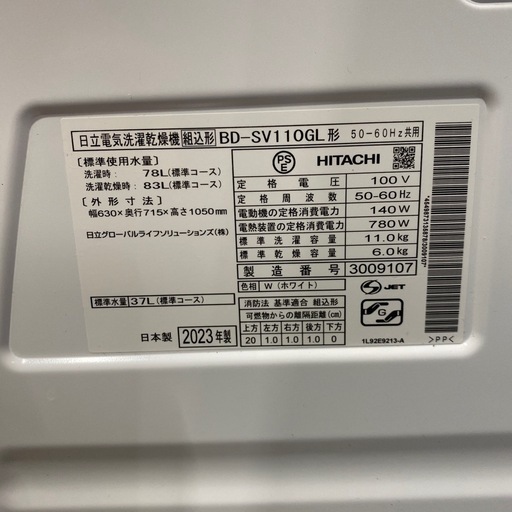 日立電気洗濯乾燥機 組込形 BD-SV110GL形 50-60Hz共用
〔標準使用水量〕
洗濯時： 78L(標準コース)
洗濯乾燥時：83L(標準コース)
〔外形寸法〕
幅630×奥行715×高さ1050mm
日立グローバルライフソリューションズ(株)
標準水量 37L(標準コース)
日本製 2023年製
PSE HITACHI
定格電圧 100V
定格周波数 50-60Hz
電動機の定格消費電力 140W
電熱装置の定格消費電力 780W
標準洗濯容量 11.0kg
標準乾燥容量 6.0kg
製造番号 3009107
色相 W（ホワイト）
消防法 基準適合 組込形
可燃物からの離隔距離(cm)
上方 左方 右方 後方 下方
20 1.0 1.0 1.0 0
S JET
G
1L92E9213-A
>PP<